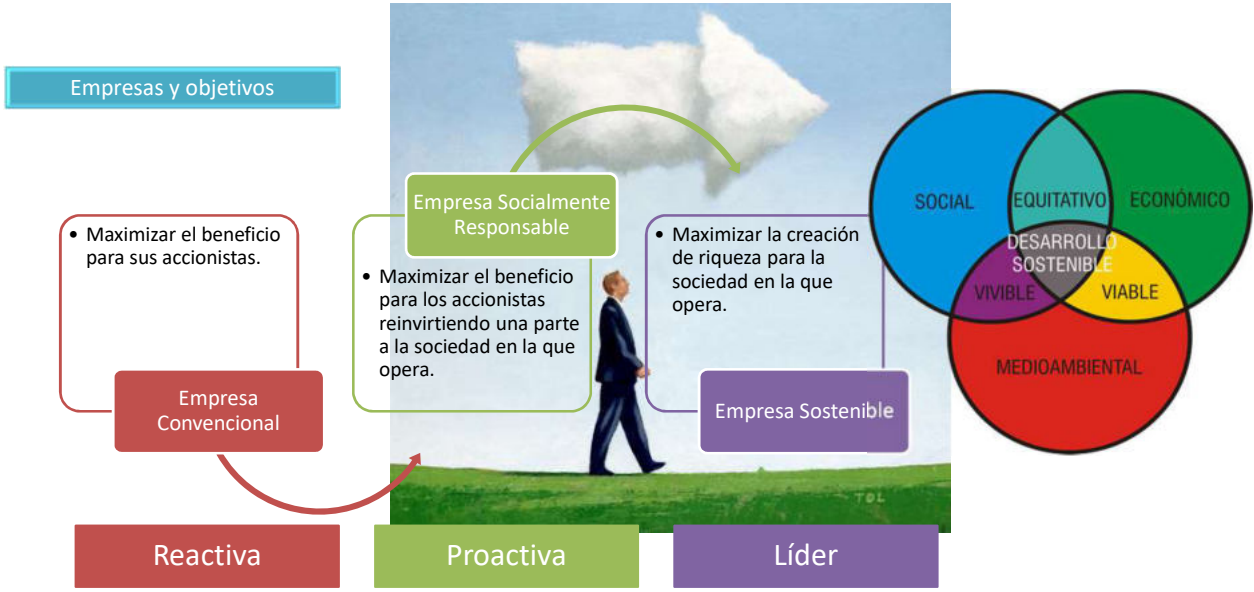 Empresas y objetivos
• Maximizar el beneficio
para sus accionistas.
Empresa
Convencional
Empresa Socialmente
Responsable
• Maximizar el beneficio
para los accionistas
reinvirtiendo una parte
a la sociedad en la que
opera.
• Maximizar la creación
de riqueza para la
sociedad en la que
opera.
Empresa Sostenible
SOCIAL
EQUITATIVO
ECONÓMICO
DESARROLLO
SOSTENIBLE
VIVIBLE
VIABLE
MEDIOAMBIENTAL
TOL
Reactiva
Proactiva
Líder